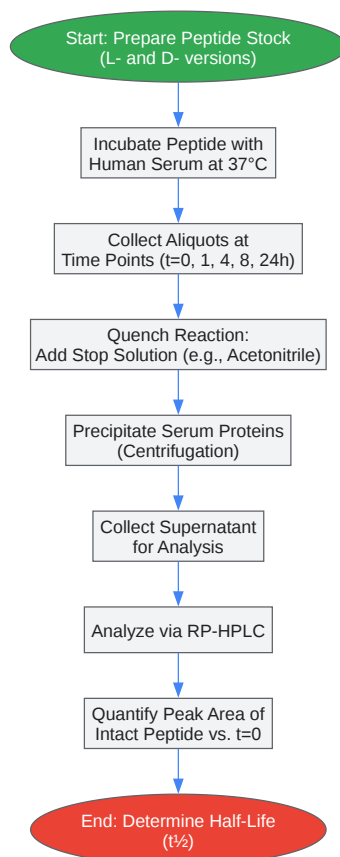 Start: Prepare Peptide Stock
(L- and D- versions)
Incubate Peptide with
Human Serum at 37°C
Collect Aliquots at
Time Points (t=0, 1, 4, 8, 24h)
Quench Reaction:
Add Stop Solution (e.g., Acetonitrile)
Precipitate Serum Proteins
(Centrifugation)
Collect Supernatant
for Analysis
Analyze via RP-HPLC
Quantify Peak Area of
Intact Peptide vs. t=0
End: Determine Half-Life
(t½)